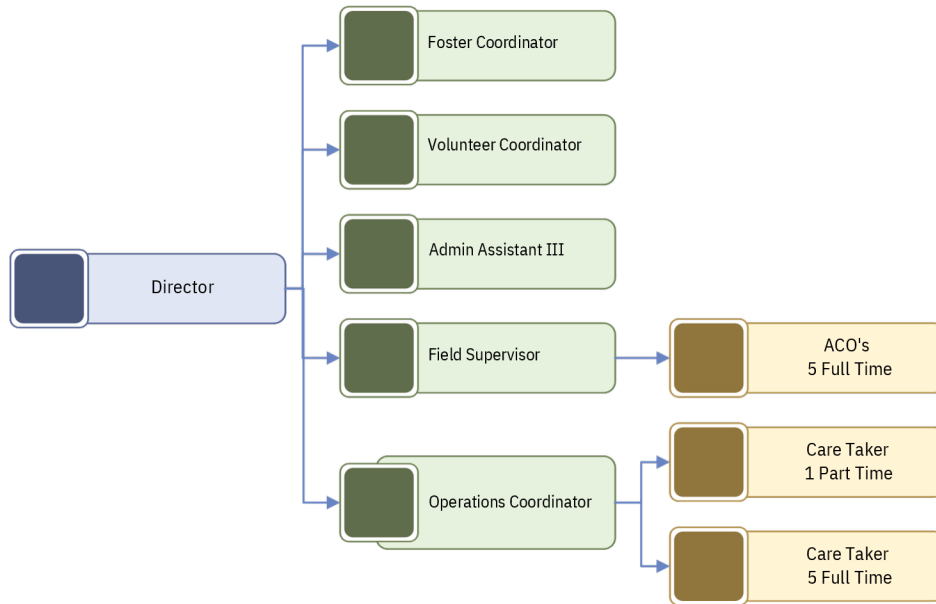 Foster Coordinator
Volunteer Coordinator
Admin Assistant III
Director
Field Supervisor
ACO's
5 Full Time
Care Taker
1 Part Time
Operations Coordinator
Care Taker
5 Full Time